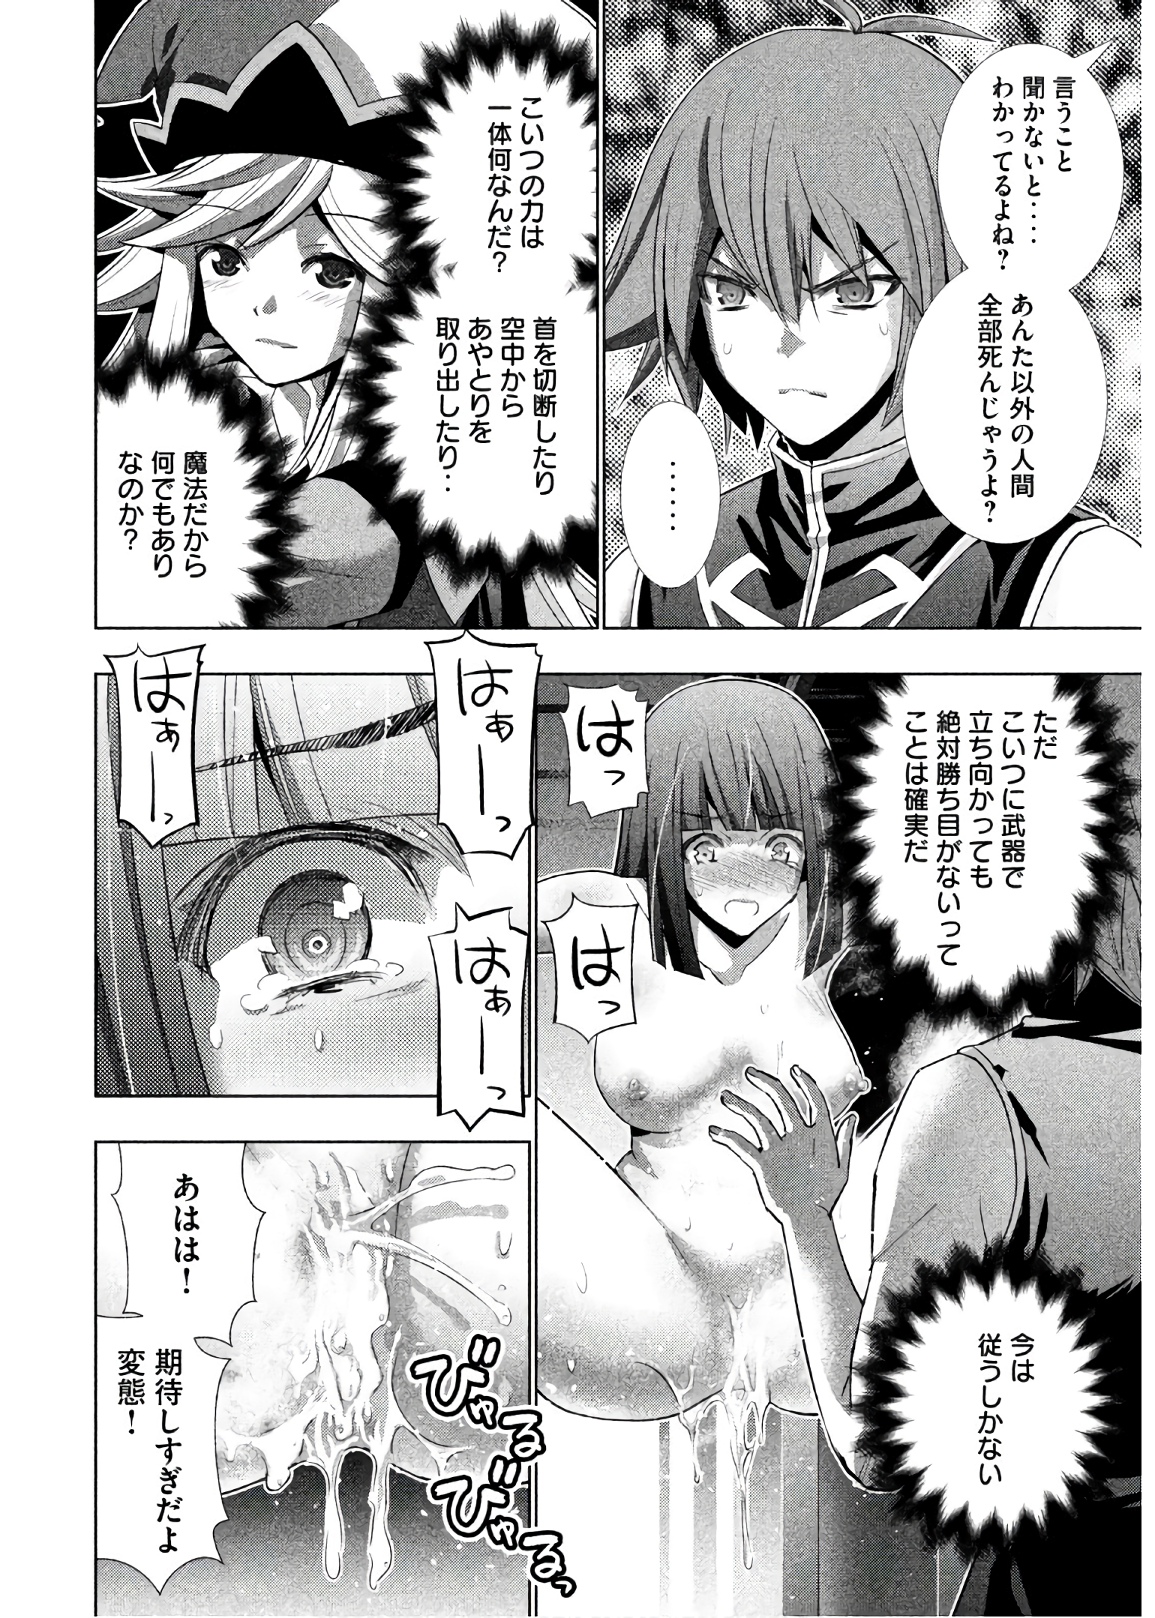 言うこと
聞かないと‥‥
わかってるよね?
あんた以外の人間
全部死んじゃうよ?
‥‥‥
こいつの力は
一体何なんだ?
首を切断したり
空中から
あやとりを
取り出したり‥
魔法だから
何でもあり
なのか?
ただ
こいつに武器で
立ち向かっても
絶対勝ち目がないって
ことは確実だ
はっ
はっ
今は
従うしかない
はぁーっ
はぁーっ
はぁーっ
びゅるる
びゅるるっ
あはは!
期待しすぎだよ
変態!